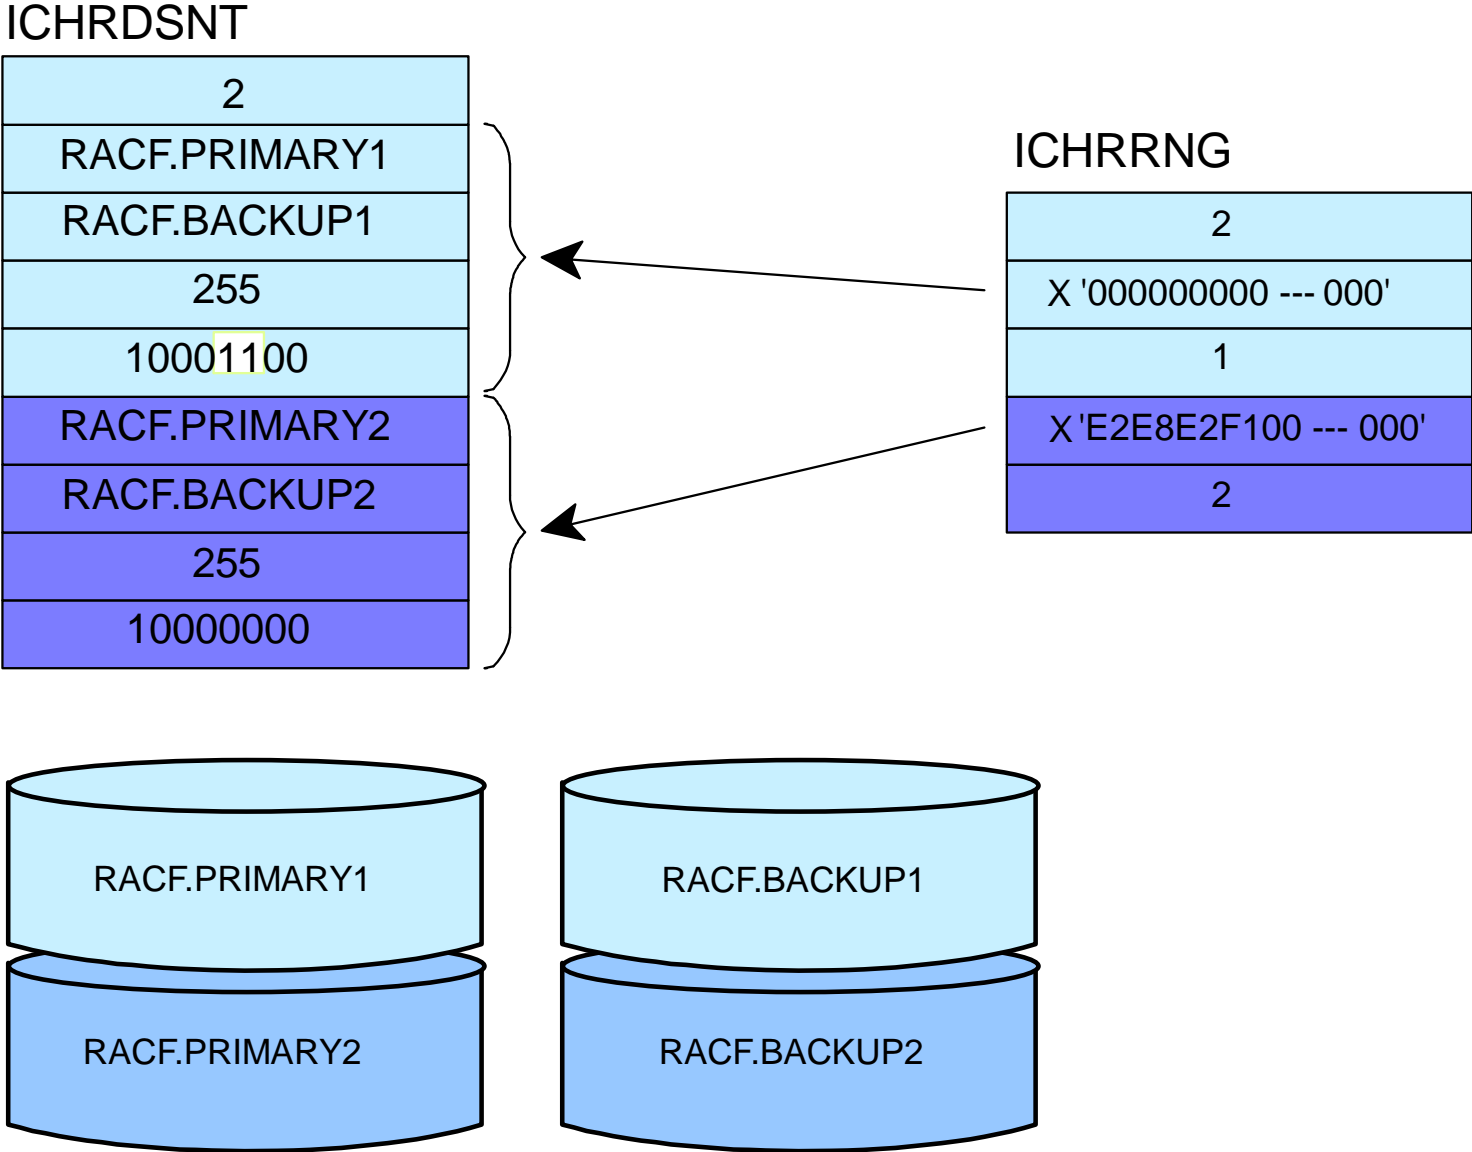 ICHRDSNT
2
RACF.PRIMARY1
RACF.BACKUP1
255
10001100
RACF.PRIMARY2
RACF.BACKUP2
255
10000000
ICHRRNG
2
X '000000000 --- 000'
1
X 'E2E8E2F100 --- 000'
2
RACF.PRIMARY1
RACF.BACKUP1
RACF.PRIMARY2
RACF.BACKUP2